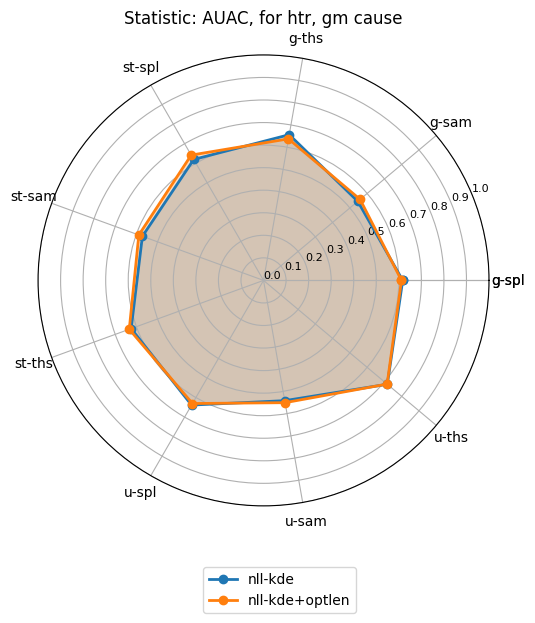 Statistic: AUAC, for htr, gm cause
g-ths
st-spl
g-sam
st-sam
1.0
0.9
0.8
0.7
0.6
0.5
0.4
0.3
0.2
0.1
0.0
g-spl
st-ths
u-ths
u-spl
u-sam
nll-kde
nll-kde+optlen